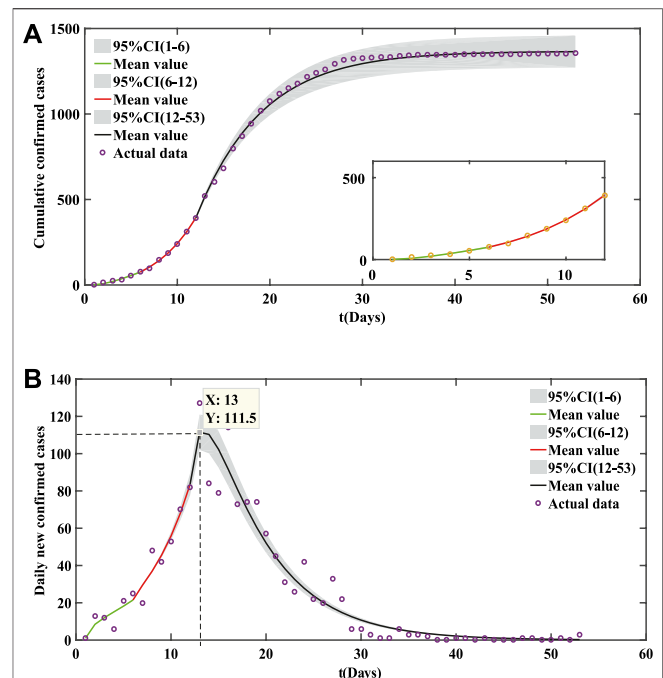 A
1500
1000
500
0
Cumulative confirmed cases
95%CI(1-6)
Mean value
95%CI(6-12)
Mean value
95%CI(12-53)
Mean value
Actual data
500
0
0 5 10
0 10 20 30 40 50 60
t(Days)
B
140
120
100
80
60
40
20
0
Daily new confirmed cases
X: 13
Y: 111.5
95%CI(1-6)
Mean value
95%CI(6-12)
Mean value
95%CI(12-53)
Mean value
Actual data
0 10 20 30 40 50 60
t(Days)